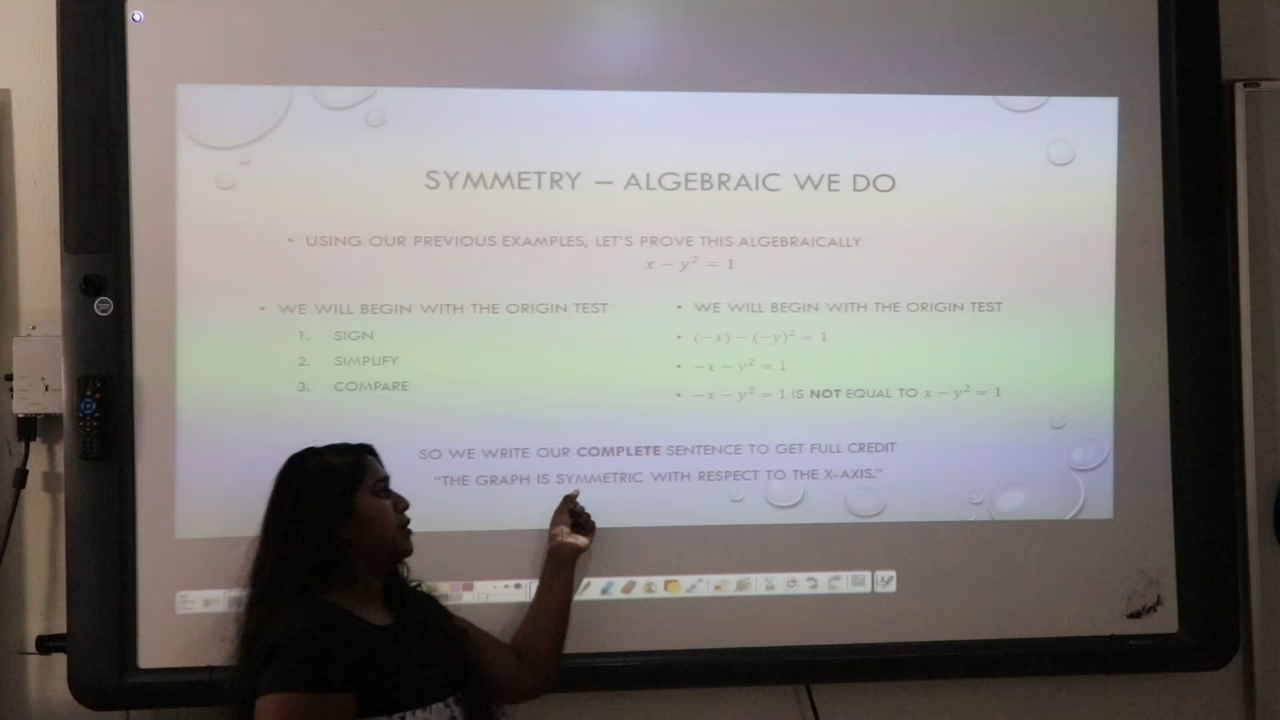 SYMMETRY – ALGEBRAIC WE DO
• USING OUR PREVIOUS EXAMPLES, LET'S PROVE THIS ALGEBRAICALLY
x − y² = 1
• WE WILL BEGIN WITH THE ORIGIN TEST
1. SIGN
2. SIMPLIFY
3. COMPARE
• WE WILL BEGIN WITH THE ORIGIN TEST
• (−x) − (−y)² = 1
• −x − y² = 1
• −x − y² = 1 IS NOT EQUAL TO x − y² = 1
SO WE WRITE OUR COMPLETE SENTENCE TO GET FULL CREDIT
"THE GRAPH IS SYMMETRIC WITH RESPECT TO THE X-AXIS."